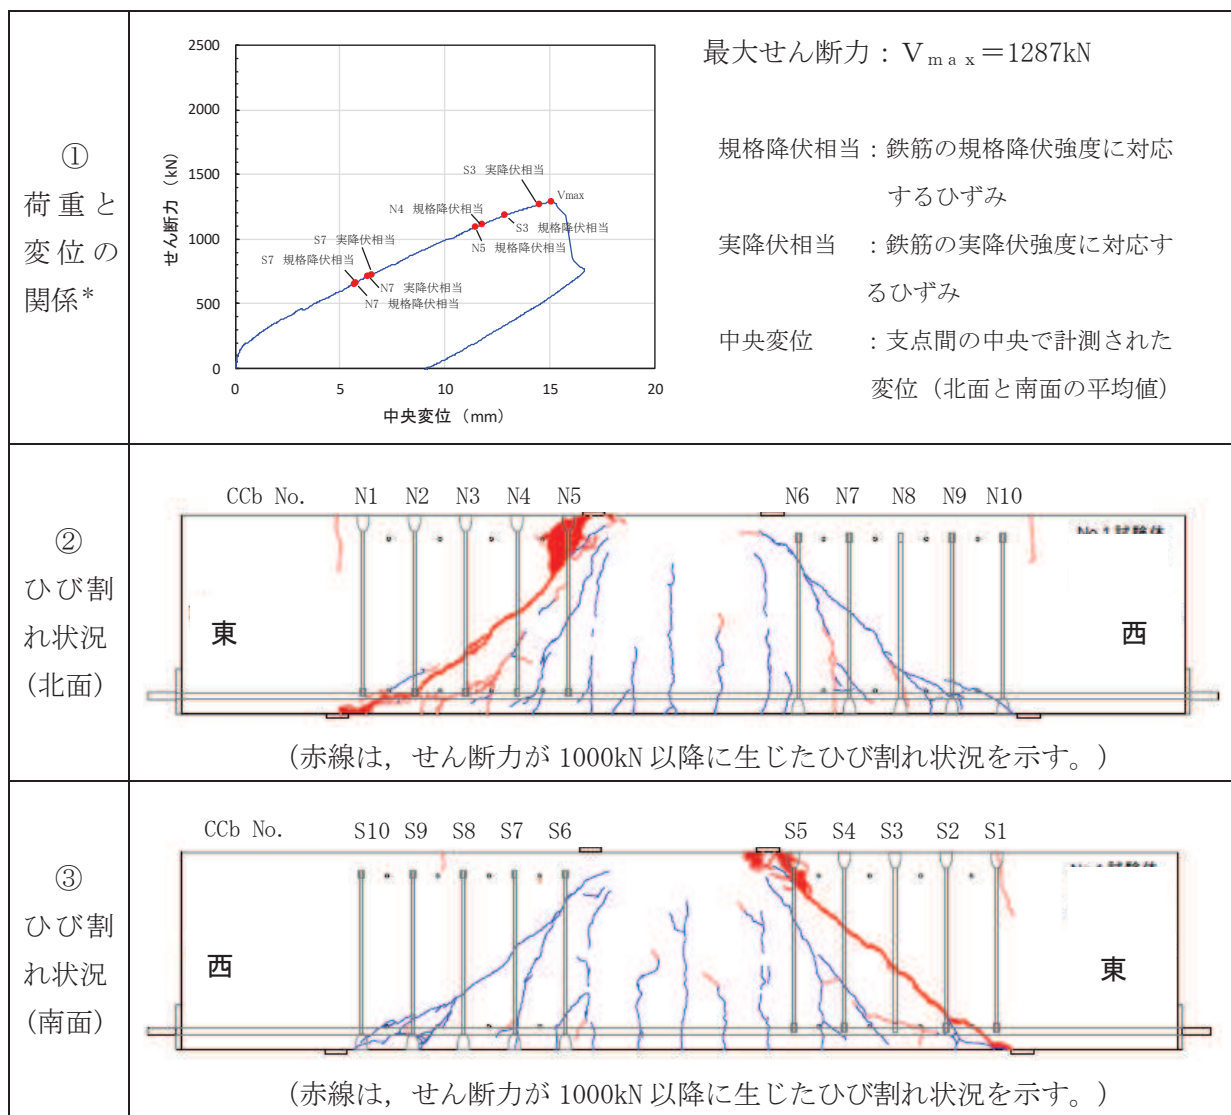 ①
荷重と
変位の
関係*
2500
2000
1500
1000
500
0
0
5
10
15
20
せん断力（kN）
中央変位（mm）
S3 実降伏相当
Vmax
N4 規格降伏相当
S3 規格降伏相当
N5 規格降伏相当
S7 実降伏相当
S7 規格降伏相当
N7 実降伏相当
N7 規格降伏相当
最大せん断力：Ｖmax＝1287kN
規格降伏相当：鉄筋の規格降伏強度に対応
するひずみ
実降伏相当　：鉄筋の実降伏強度に対応す
るひずみ
中央変位　　：支点間の中央で計測された
変位（北面と南面の平均値）
②
ひび割
れ状況
(北面)
CCb No. N1 N2 N3 N4 N5 N6 N7 N8 N9 N10
東
西
(赤線は，せん断力が 1000kN 以降に生じたひび割れ状況を示す。)
③
ひび割
れ状況
(南面)
CCb No. S10 S9 S8 S7 S6 S5 S4 S3 S2 S1
西
東
(赤線は，せん断力が 1000kN 以降に生じたひび割れ状況を示す。)